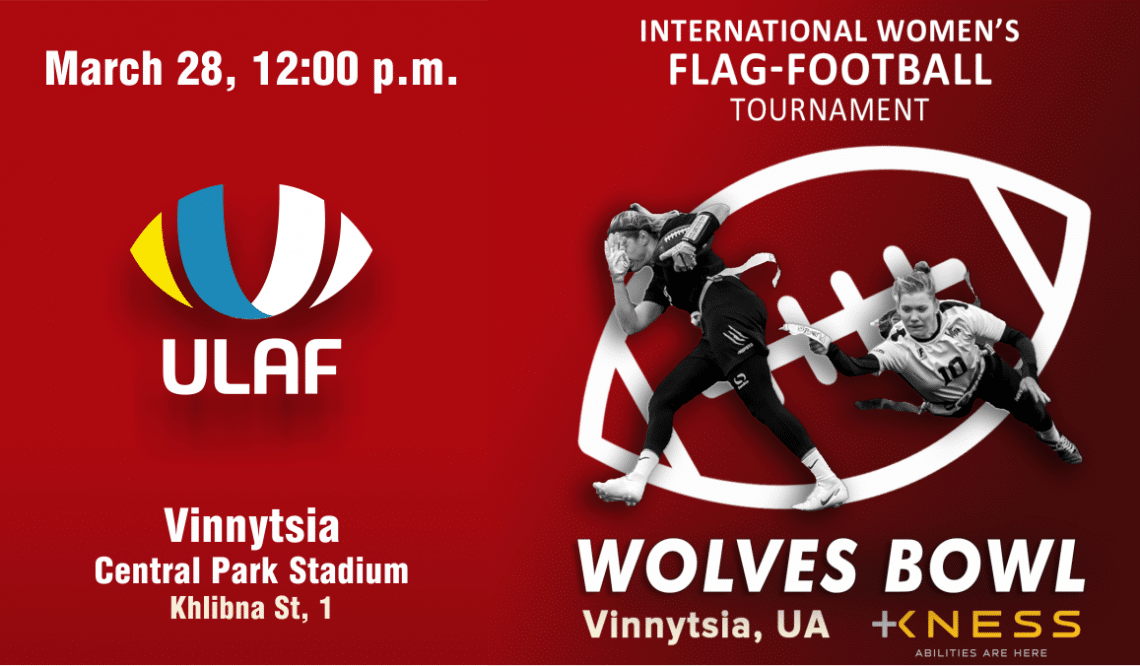 March 28, 12:00 p.m.
ULAF
Vinnytsia
Central Park Stadium
Khlibna St, 1
INTERNATIONAL WOMEN'S
FLAG-FOOTBALL
TOURNAMENT
10
WOLVES BOWL
Vinnytsia, UA
KNESS
ABILITIES ARE HERE